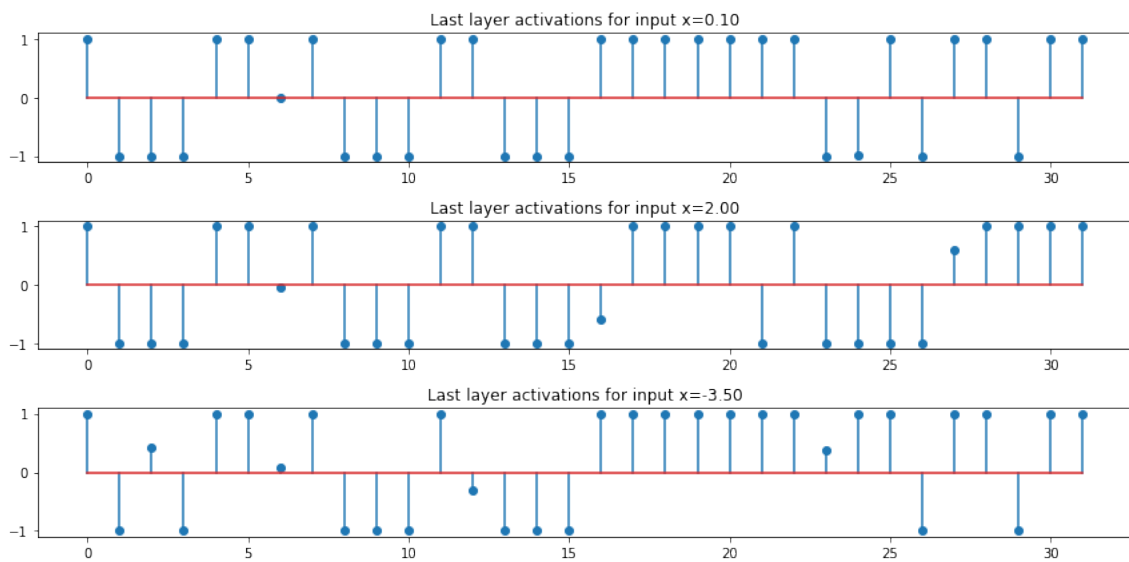 Last layer activations for input x=0.10
1
0
−1
0 5 10 15 20 25 30
Last layer activations for input x=2.00
1
0
−1
0 5 10 15 20 25 30
Last layer activations for input x=-3.50
1
0
−1
0 5 10 15 20 25 30